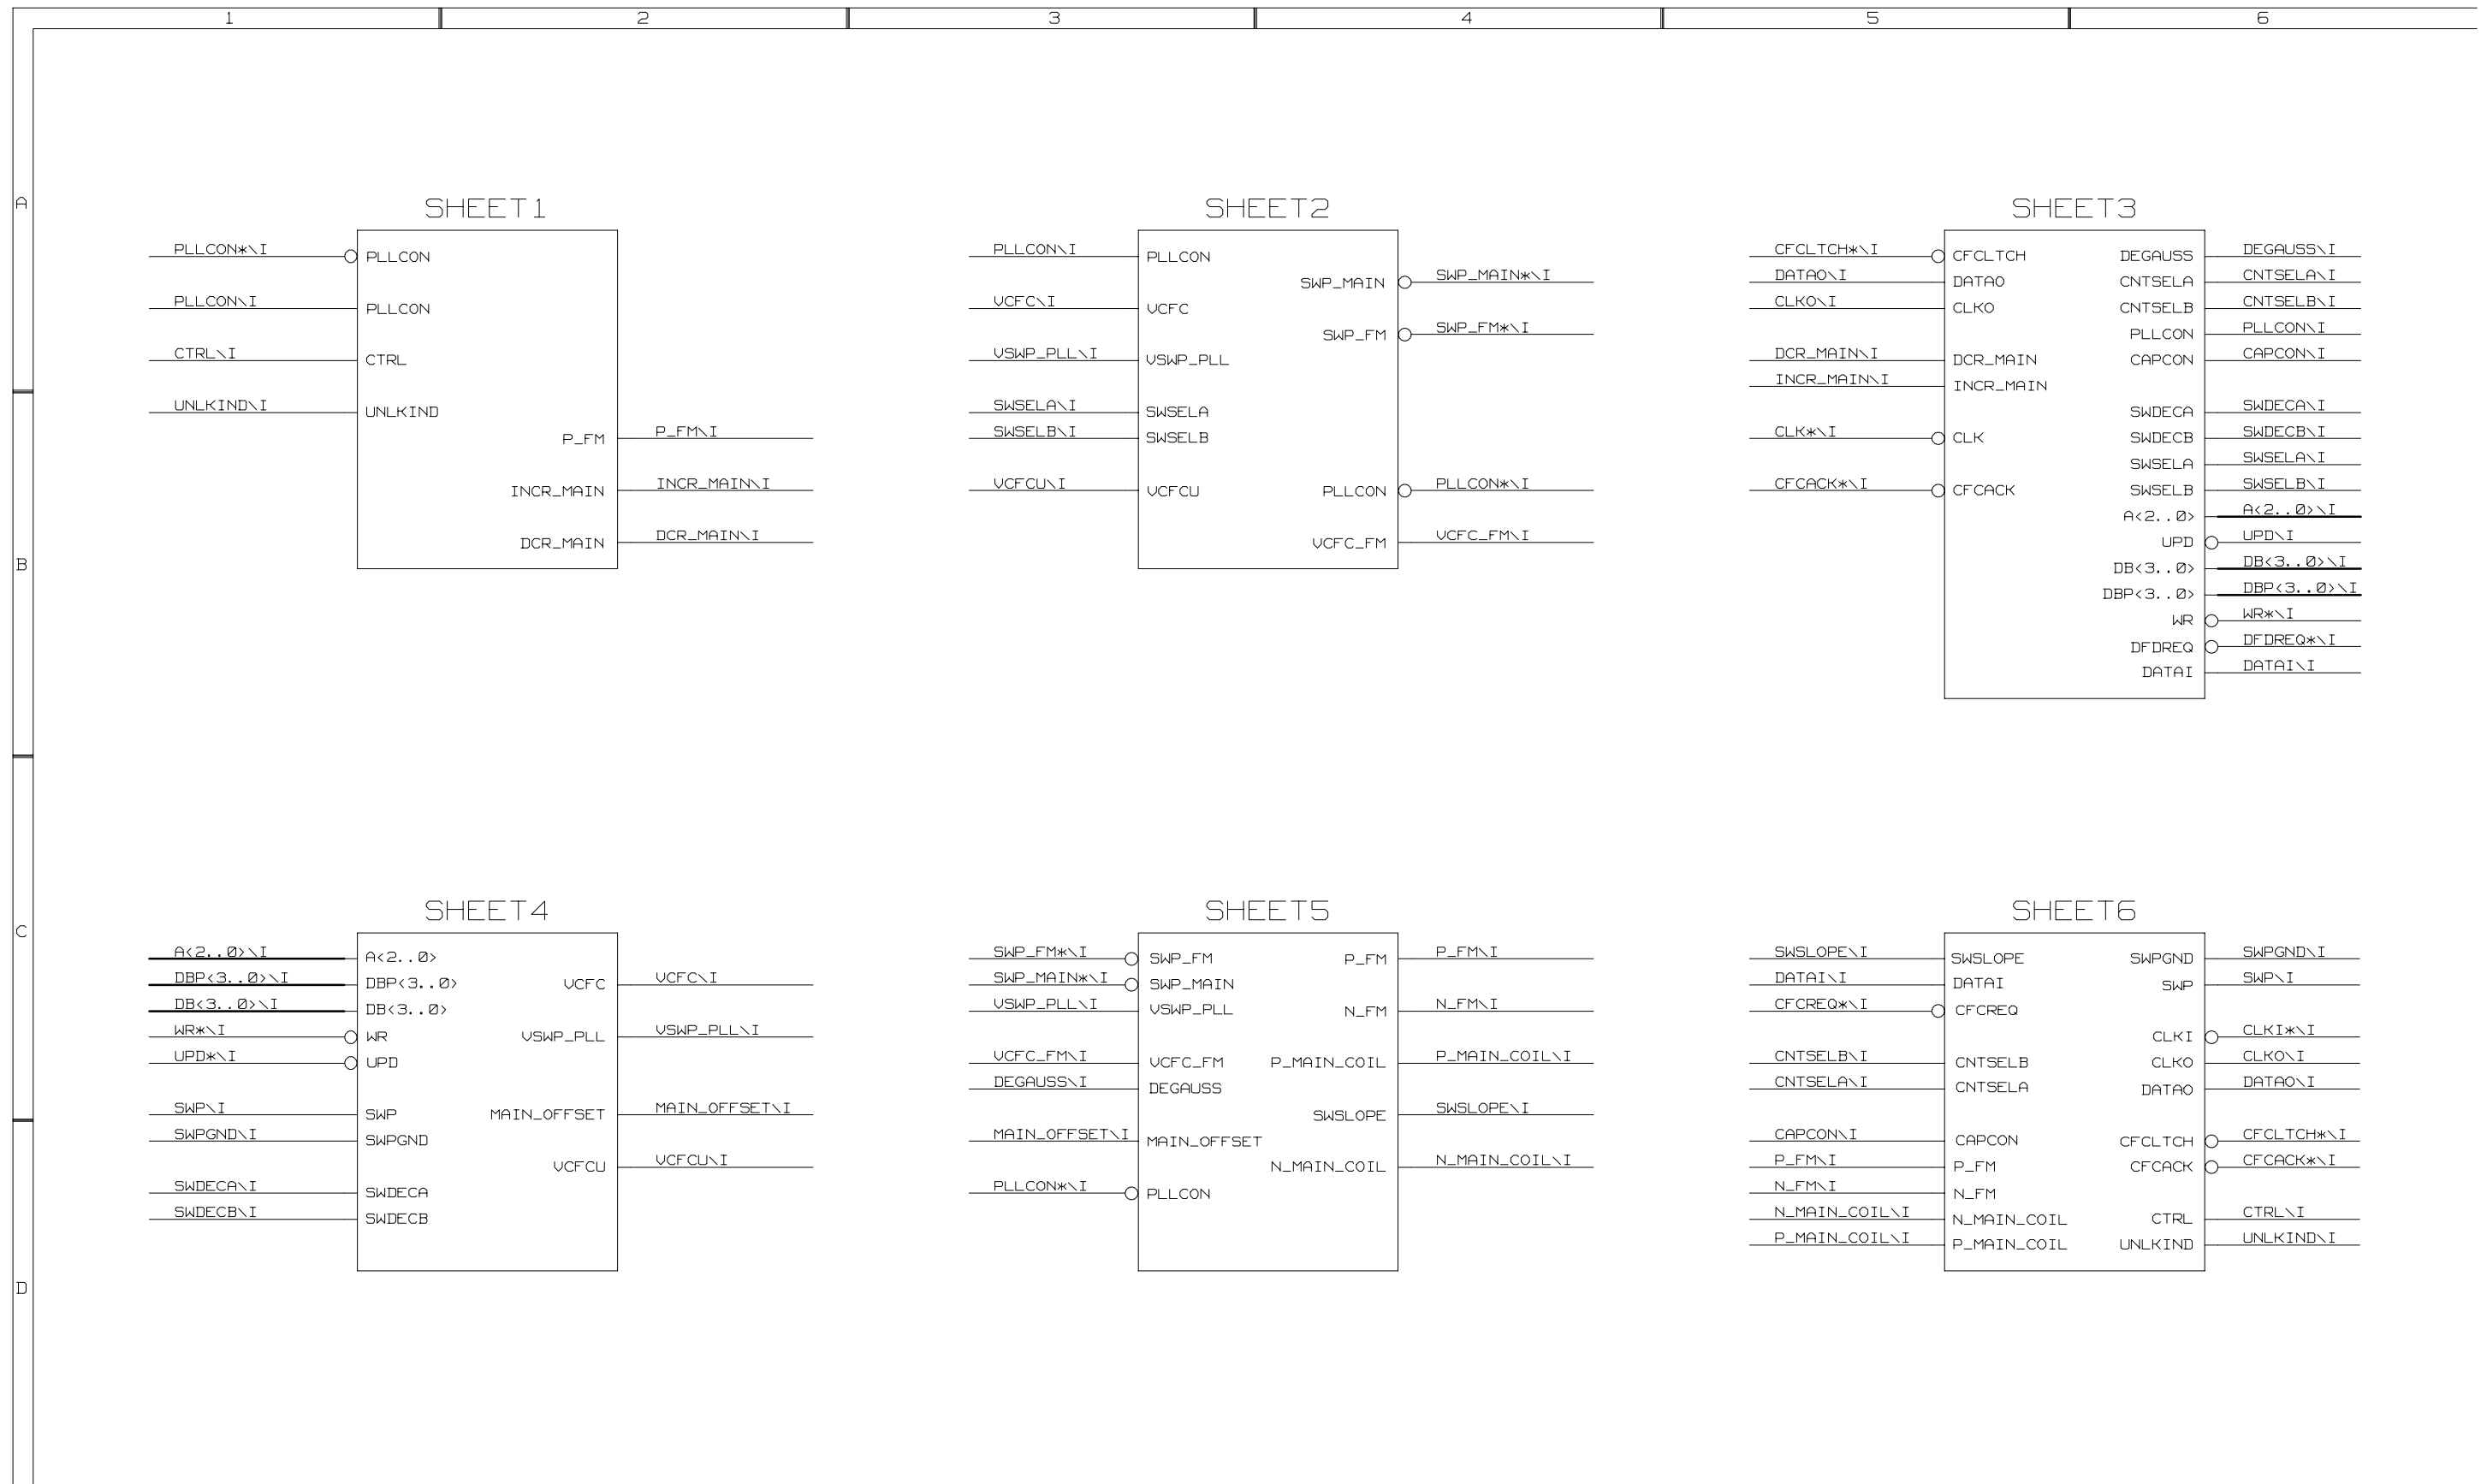 1 2 3 4 5 6
A
B
C
D
SHEET1
PLLCON*\I PLLCON
PLLCON\I PLLCON
CTRL\I CTRL
UNLKIND\I UNLKIND
P_FM P_FM\I
INCR_MAIN INCR_MAIN\I
DCR_MAIN DCR_MAIN\I
SHEET2
PLLCON\I PLLCON
SWP_MAIN SWP_MAIN*\I
VCFC\I VCFC
SWP_FM SWP_FM*\I
VSWP_PLL\I VSWP_PLL
SWSELA\I SWSELA
SWSELB\I SWSELB
VCFCU\I VCFCU PLLCON PLLCON*\I
VCFC_FM VCFC_FM\I
SHEET3
CFCLTCH*\I CFCLTCH DEGAUSS DEGAUSS\I
DATAO\I DATAO CNTSELA CNTSELA\I
CLKO\I CLKO CNTSELB CNTSELB\I
PLLCON PLLCON\I
DCR_MAIN\I DCR_MAIN CAPCON CAPCON\I
INCR_MAIN\I INCR_MAIN
SWDECA SWDECA\I
CLK*\I CLK SWDECB SWDECB\I
SWSELA SWSELA\I
CFCACK*\I CFCACK SWSELB SWSELB\I
A<2..0> A<2..0>\I
UPD UPD\I
DB<3..0> DB<3..0>\I
DBP<3..0> DBP<3..0>\I
WR WR*\I
DFDREQ DFDREQ*\I
DATAI DATAI\I
SHEET4
A<2..0>\I A<2..0>
DBP<3..0>\I DBP<3..0> VCFC VCFC\I
DB<3..0>\I DB<3..0>
WR*\I WR VSWP_PLL VSWP_PLL\I
UPD*\I UPD
SWP\I SWP MAIN_OFFSET MAIN_OFFSET\I
SWPGND\I SWPGND
VCFCU VCFCU\I
SWDECA\I SWDECA
SWDECB\I SWDECB
SHEET5
SWP_FM*\I SWP_FM P_FM P_FM\I
SWP_MAIN*\I SWP_MAIN
VSWP_PLL\I VSWP_PLL N_FM N_FM\I
VCFC_FM\I VCFC_FM P_MAIN_COIL P_MAIN_COIL\I
DEGAUSS\I DEGAUSS
SWSLOPE SWSLOPE\I
MAIN_OFFSET\I MAIN_OFFSET
N_MAIN_COIL N_MAIN_COIL\I
PLLCON*\I PLLCON
SHEET6
SWSLOPE\I SWSLOPE SWPGND SWPGND\I
DATAI\I DATAI SWP SWP\I
CFCREQ*\I CFCREQ
CLKI CLKI*\I
CNTSELB\I CNTSELB CLKO CLKO\I
CNTSELA\I CNTSELA DATAO DATAO\I
CAPCON\I CAPCON CFCLTCH CFCLTCH*\I
P_FM\I P_FM CFCACK CFCACK*\I
N_FM\I N_FM
N_MAIN_COIL\I N_MAIN_COIL CTRL CTRL\I
P_MAIN_COIL\I P_MAIN_COIL UNLKIND UNLKIND\I